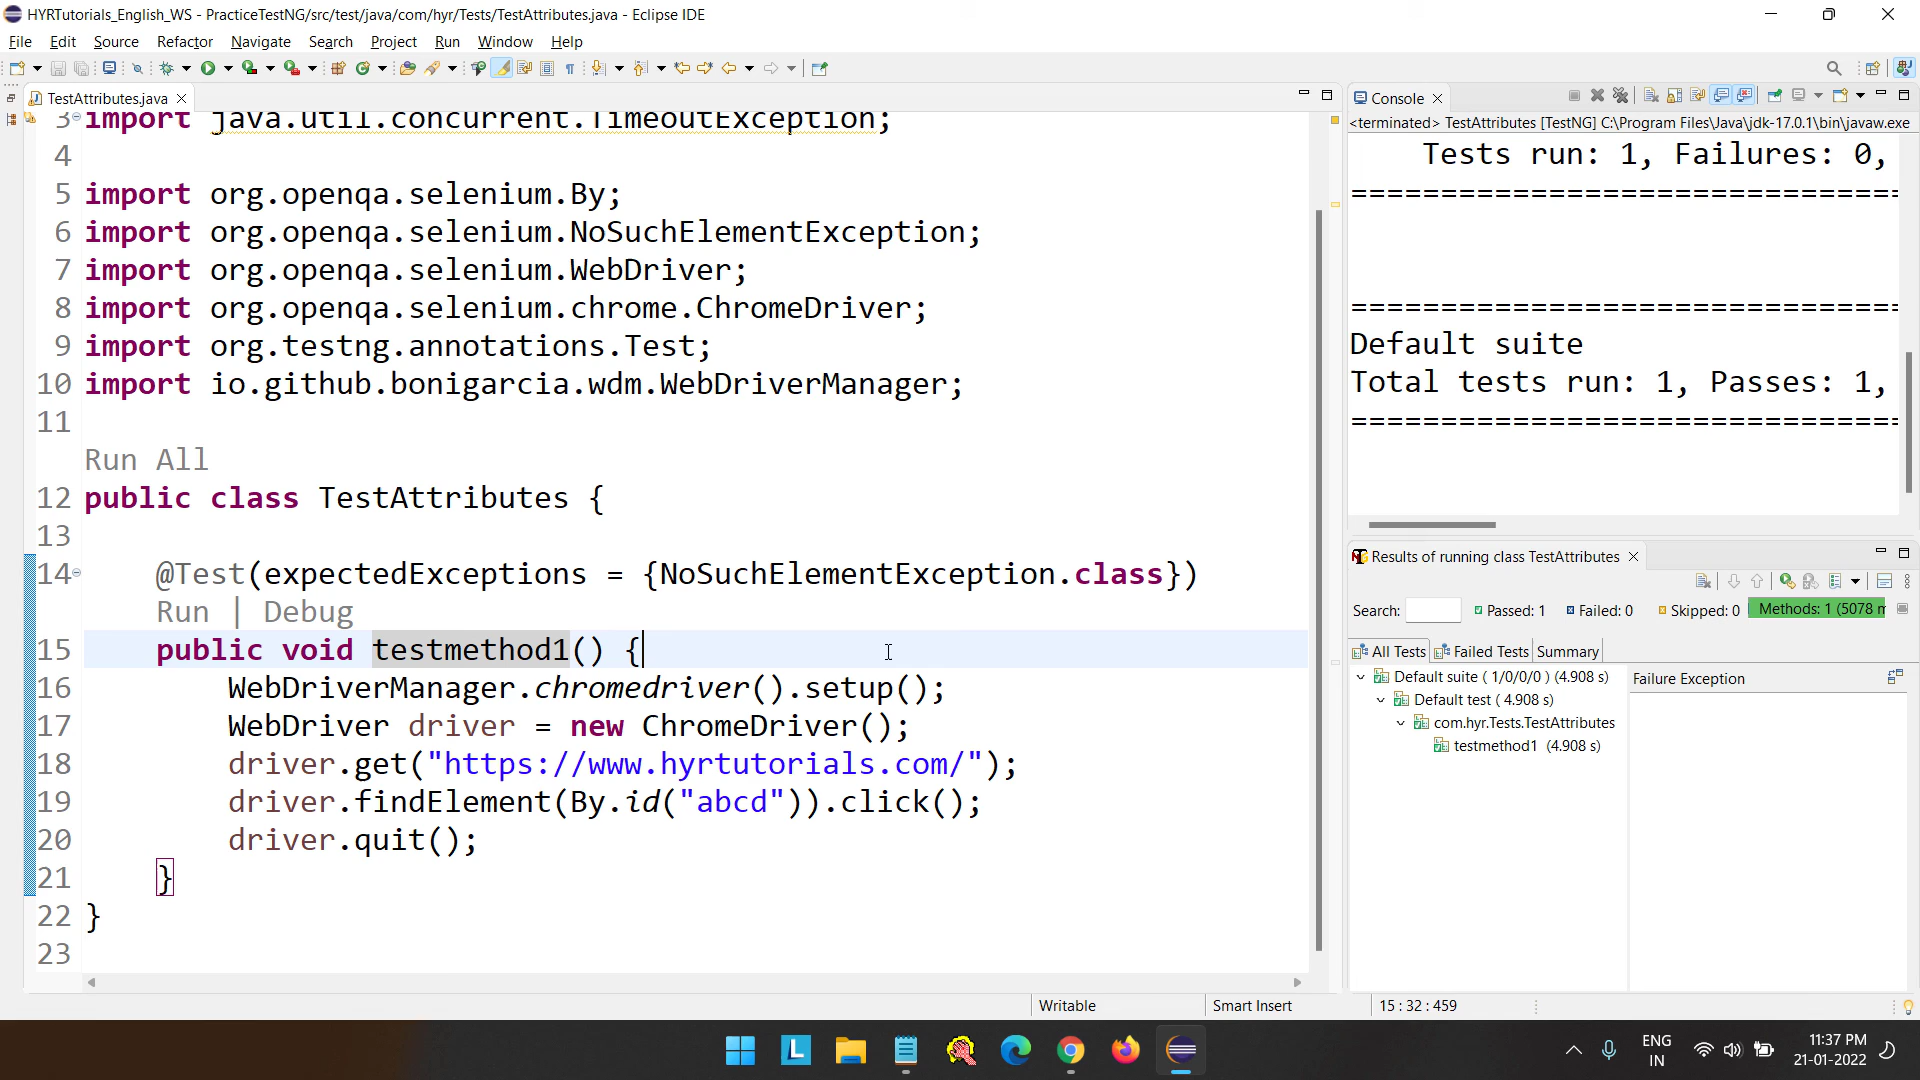 HYRTutorials_English_WS - PracticeTestNG/src/test/java/com/hyr/Tests/TestAttributes.java - Eclipse IDE
File Edit Source Refactor Navigate Search Project Run Window Help
TestAttributes.java
3 import java.util.concurrent.TimeoutException;
4
5 import org.openqa.selenium.By;
6 import org.openqa.selenium.NoSuchElementException;
7 import org.openqa.selenium.WebDriver;
8 import org.openqa.selenium.chrome.ChromeDriver;
9 import org.testng.annotations.Test;
10 import io.github.bonigarcia.wdm.WebDriverManager;
11
Run All
12 public class TestAttributes {
13
14 @Test(expectedExceptions = {NoSuchElementException.class})
Run | Debug
15 public void testmethod1() {
16 WebDriverManager.chromedriver().setup();
17 WebDriver driver = new ChromeDriver();
18 driver.get("https://www.hyrtutorials.com/");
19 driver.findElement(By.id("abcd")).click();
20 driver.quit();
21 }
22 }
23
Console
<terminated> TestAttributes [TestNG] C:\Program Files\Java\jdk-17.0.1\bin\javaw.exe
Tests run: 1, Failures: 0,
===============================
===============================
Default suite
Total tests run: 1, Passes: 1,
===============================
Results of running class TestAttributes
Search: Passed: 1 Failed: 0 Skipped: 0 Methods: 1 (5078 m
All Tests Failed Tests Summary
Default suite ( 1/0/0/0 ) (4.908 s)
Default test ( 4.908 s)
com.hyr.Tests.TestAttributes
testmethod1 (4.908 s)
Failure Exception
Writable Smart Insert 15 : 32 : 459
L
ENG
IN
11:37 PM
21-01-2022